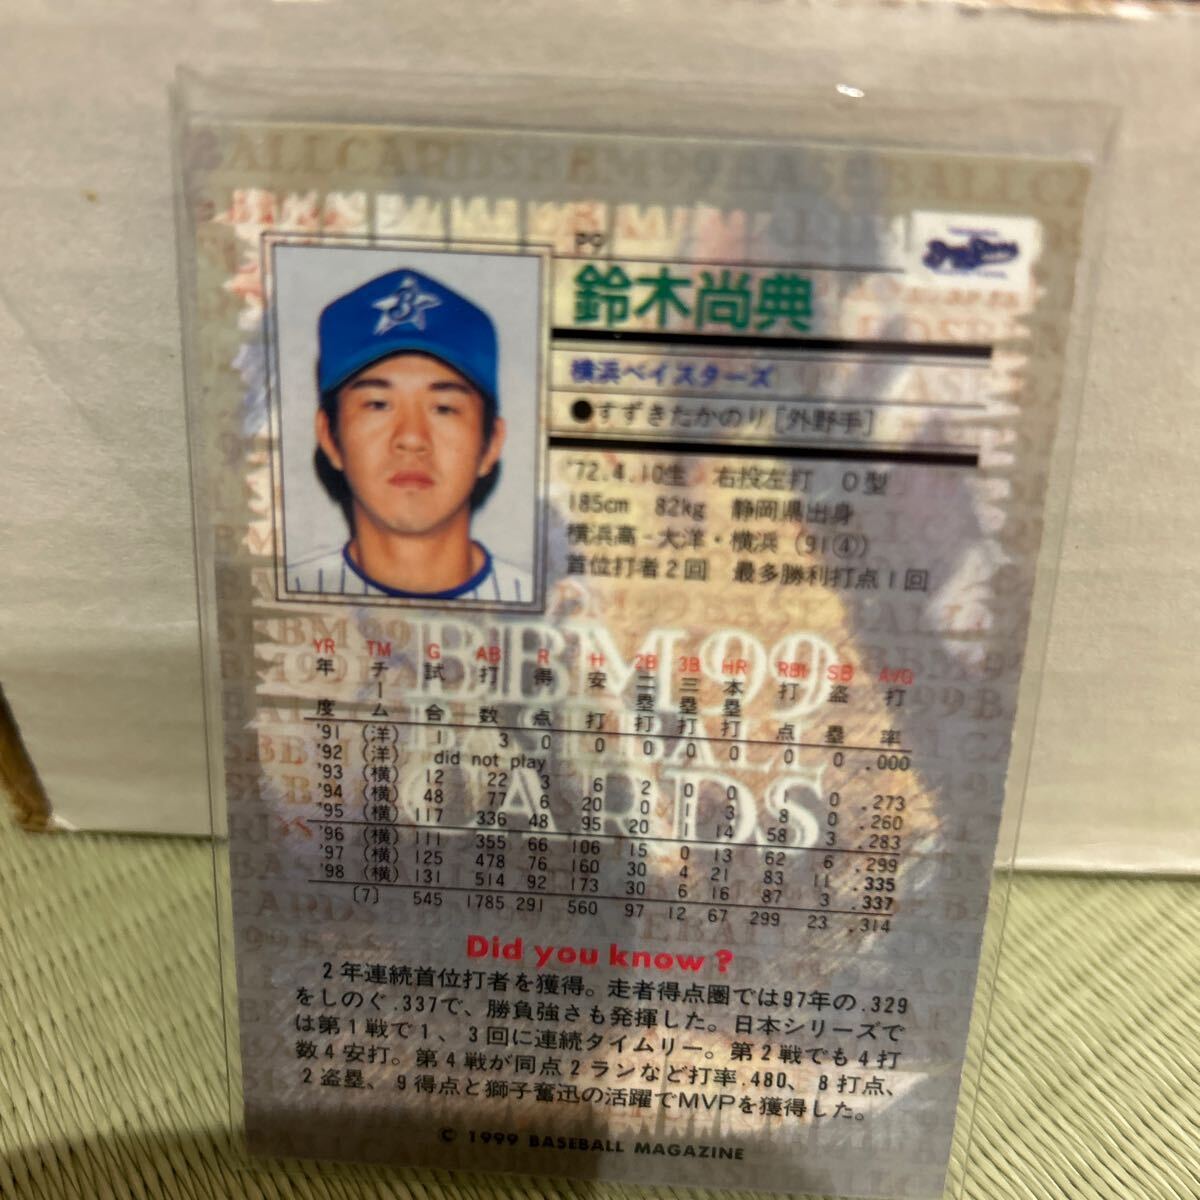 P9
鈴木尚典
横浜ベイスターズ
●すずきたかのり[外野手]
'72.4.10生 右投左打 O型
185cm 82kg 静岡県出身
横浜高-大洋・横浜(91④)
首位打者2回 最多勝利打点1回
BBM99
BASEBALL
CARDS
YR TM G AB R H 2B 3B HR RBI SB AVG
年度 チーム 試合 打数 得点 安打 二塁打 三塁打 本塁打 打点 盗塁 打率
'91 (洋) 1 3 0 0 0 0 0 0 0 .000
'92 (洋) did not play
'93 (横) 12 22 3 6 2 0 0 1 0 .273
'94 (横) 48 77 6 20 0 1 3 8 0 .260
'95 (横) 117 336 48 95 20 1 14 58 3 .283
'96 (横) 111 355 66 106 15 0 13 62 6 .299
'97 (横) 125 478 76 160 30 4 21 83 11 .335
'98 (横) 131 514 92 173 30 6 16 87 3 .337
[7] 545 1785 291 560 97 12 67 299 23 .314
Did you know?
2年連続首位打者を獲得。走者得点圏では97年の.329
をしのぐ.337で、勝負強さも発揮した。日本シリーズで
は第1戦で1、3回に連続タイムリー。第2戦でも4打
数4安打。第4戦が同点2ランなど打率.480、8打点、
2盗塁、9得点と獅子奮迅の活躍でMVPを獲得した。
© 1999 BASEBALL MAGAZINE